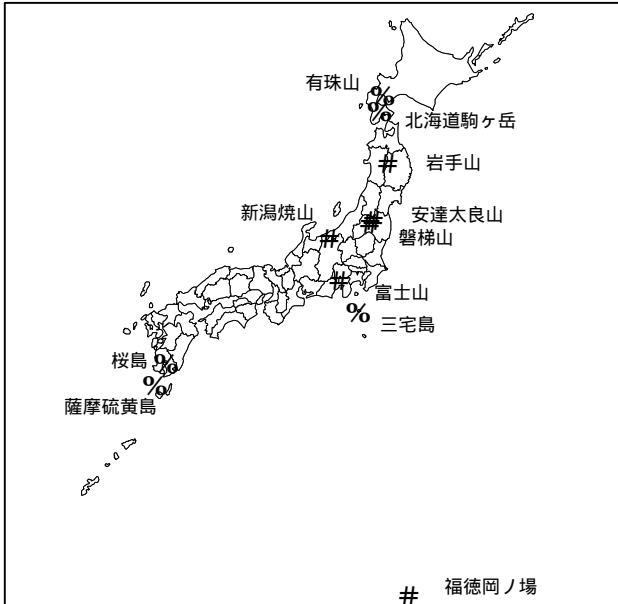 有珠山
%
%
北海道駒ヶ岳
#
岩手山
新潟焼山
#
#
#
安達太良山
磐梯山
#
富士山
%
三宅島
桜島
%
%
薩摩硫黄島
#
福徳岡ノ場